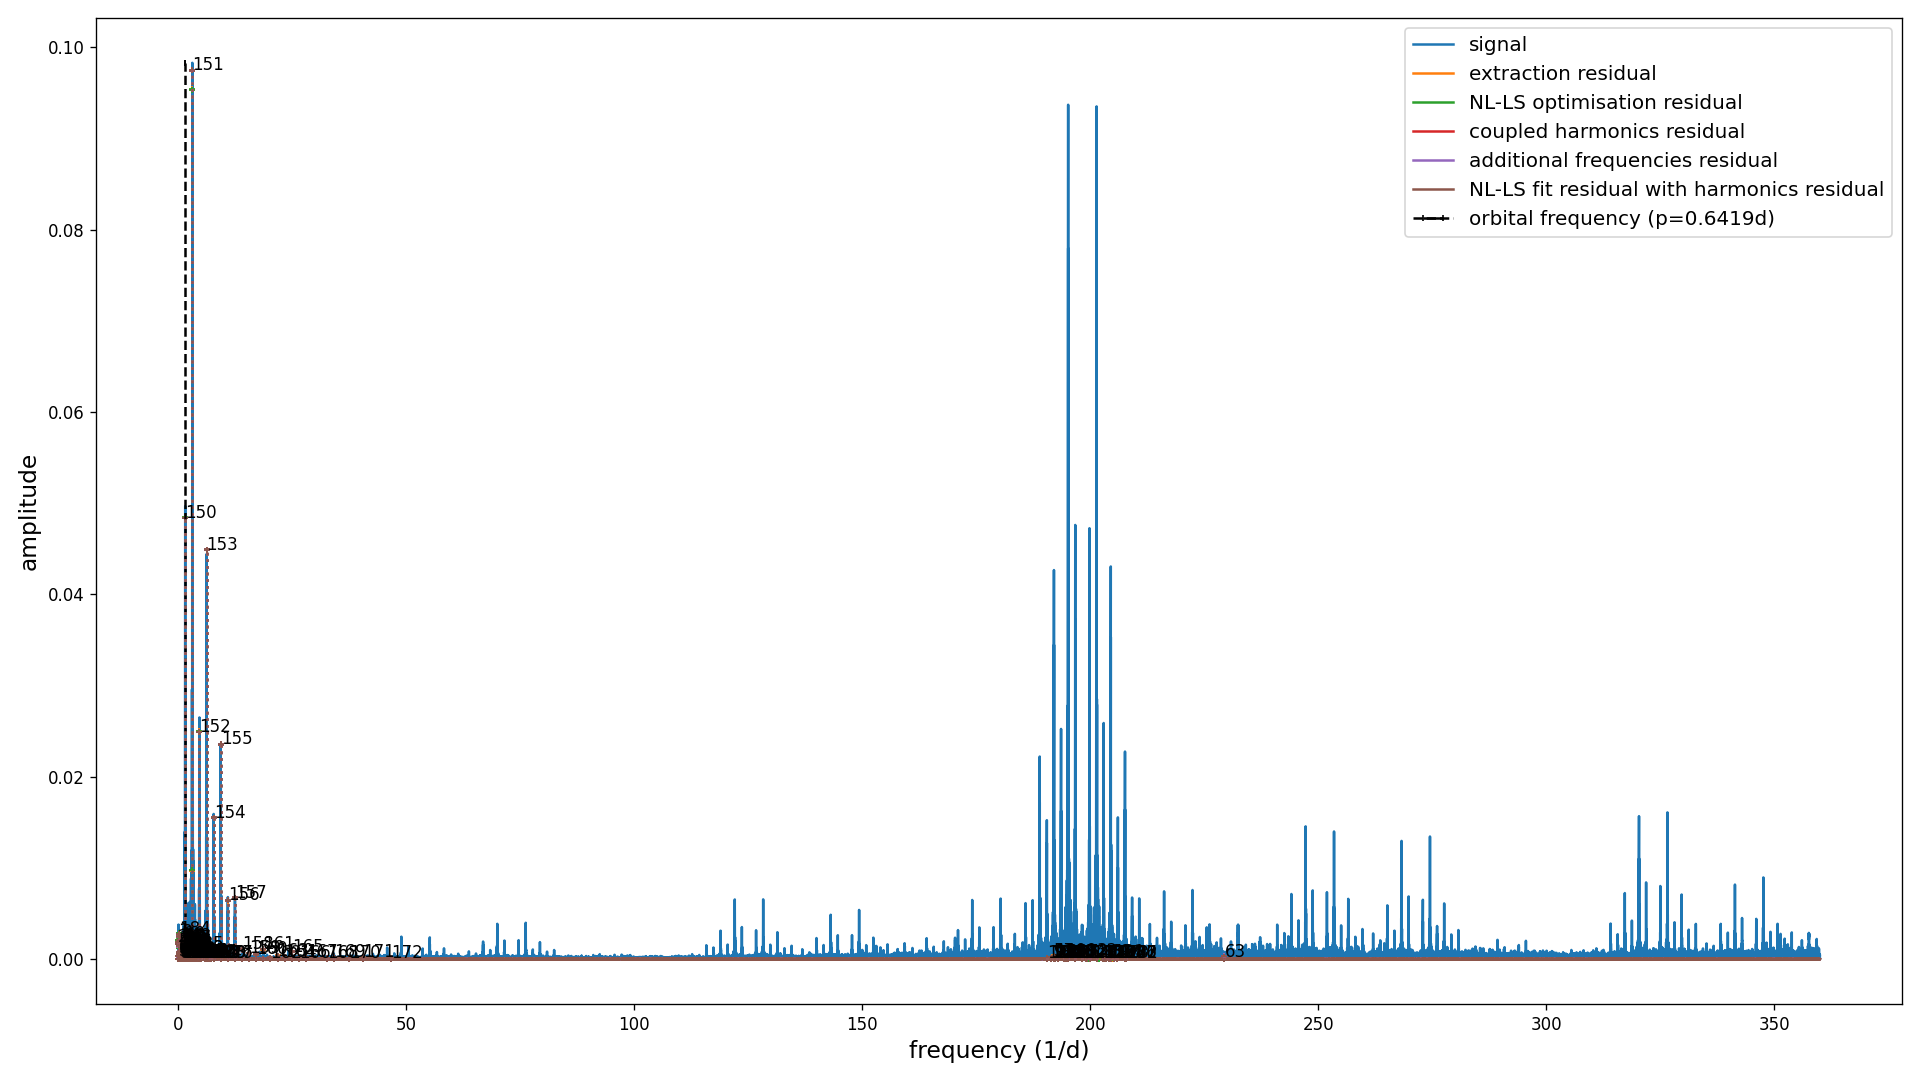 signal
extraction residual
NL-LS optimisation residual
coupled harmonics residual
additional frequencies residual
NL-LS fit residual with harmonics residual
orbital frequency (p=0.6419d)
0.10
0.08
0.06
0.04
0.02
0.00
amplitude
151
150
153
152
155
154
157
156
172
63
0
50
100
150
200
250
300
350
frequency (1/d)